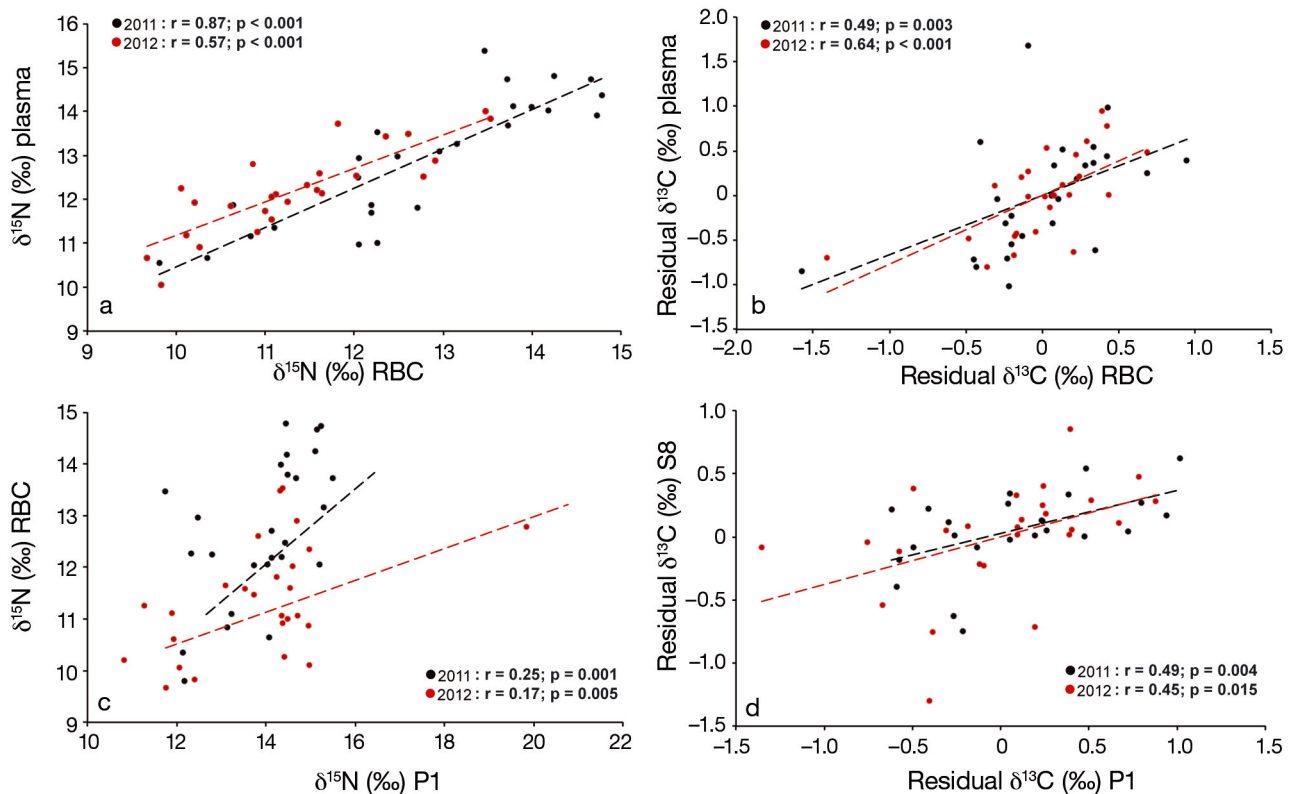 2011 : r = 0.87; p < 0.001
2012 : r = 0.57; p < 0.001
16
15
14
13
12
11
10
9
δ¹⁵N (‰) plasma
a
9 10 11 12 13 14 15
δ¹⁵N (‰) RBC
2011 : r = 0.49; p = 0.003
2012 : r = 0.64; p < 0.001
2.0
1.5
1.0
0.5
0
−0.5
−1.0
−1.5
Residual δ¹³C (‰) plasma
b
−2.0 −1.5 −1.0 −0.5 0 0.5 1.0 1.5
Residual δ¹³C (‰) RBC
15
14
13
12
11
10
9
δ¹⁵N (‰) RBC
2011 : r = 0.25; p = 0.001
2012 : r = 0.17; p = 0.005
c
10 12 14 16 18 20 22
δ¹⁵N (‰) P1
1.0
0.5
0
−0.5
−1.0
−1.5
Residual δ¹³C (‰) S8
2011 : r = 0.49; p = 0.004
2012 : r = 0.45; p = 0.015
d
−1.5 −1.0 −0.5 0 0.5 1.0 1.5
Residual δ¹³C (‰) P1